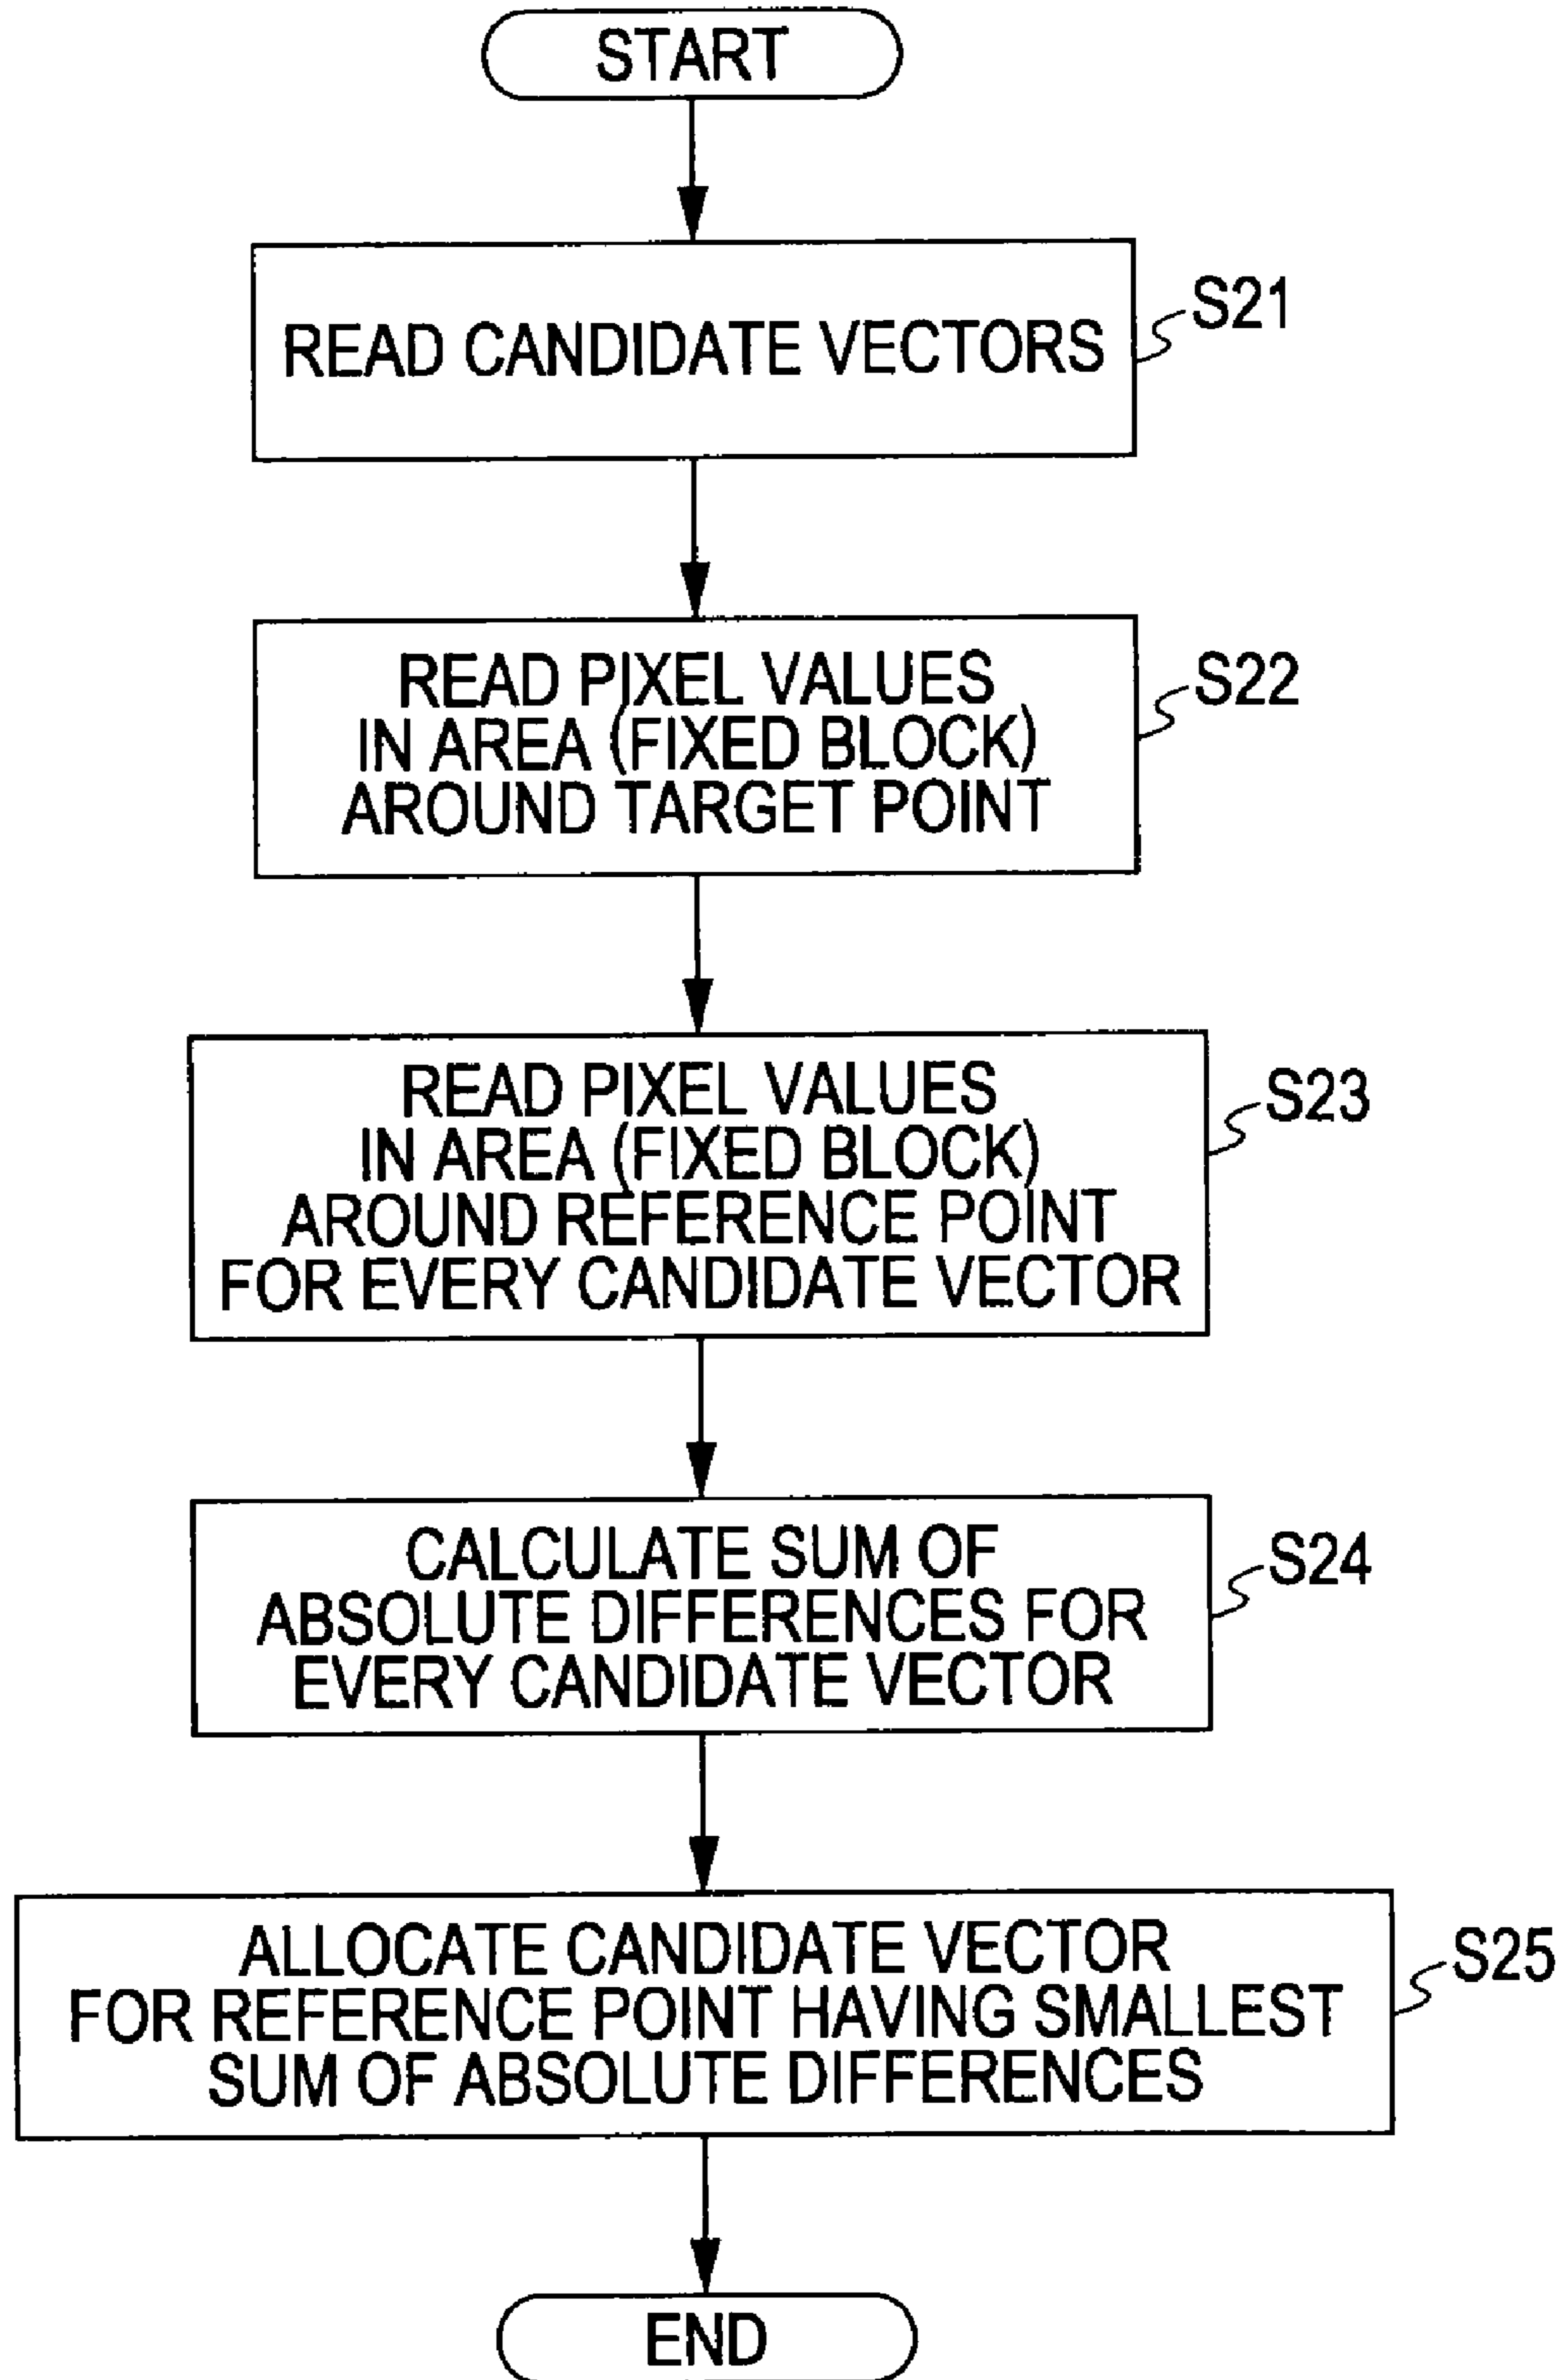 START
READ CANDIDATE VECTORS
S21
READ PIXEL VALUES
IN AREA (FIXED BLOCK)
AROUND TARGET POINT
S22
READ PIXEL VALUES
IN AREA (FIXED BLOCK)
AROUND REFERENCE POINT
FOR EVERY CANDIDATE VECTOR
S23
CALCULATE SUM OF
ABSOLUTE DIFFERENCES FOR
EVERY CANDIDATE VECTOR
S24
ALLOCATE CANDIDATE VECTOR
FOR REFERENCE POINT HAVING SMALLEST
SUM OF ABSOLUTE DIFFERENCES
S25
END